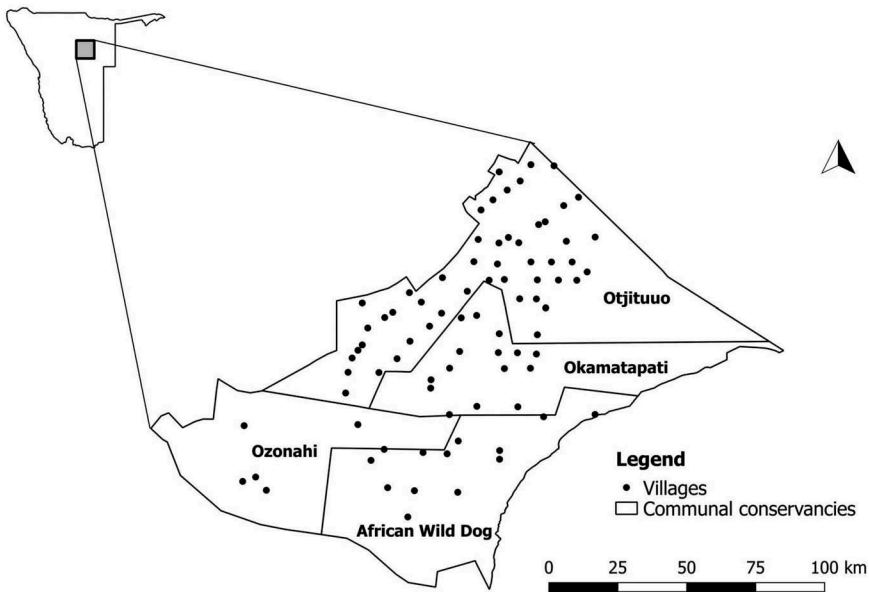 Otjituuo
Okamatapati
Ozonahi
African Wild Dog
Legend
Villages
Communal conservancies
0 25 50 75 100 km